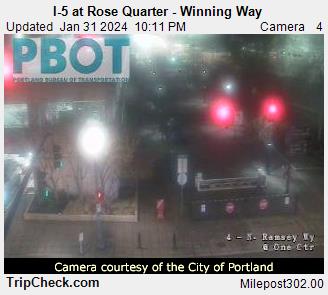 I-5 at Rose Quarter - Winning Way
Updated Jan 31 2024 10:11 PM Camera 4
PBOT
PORTLAND BUREAU OF TRANSPORTATION
4 - N. Ramsey Wy
@ One Ctr
Camera courtesy of the City of Portland
TripCheck.com Milepost302.00